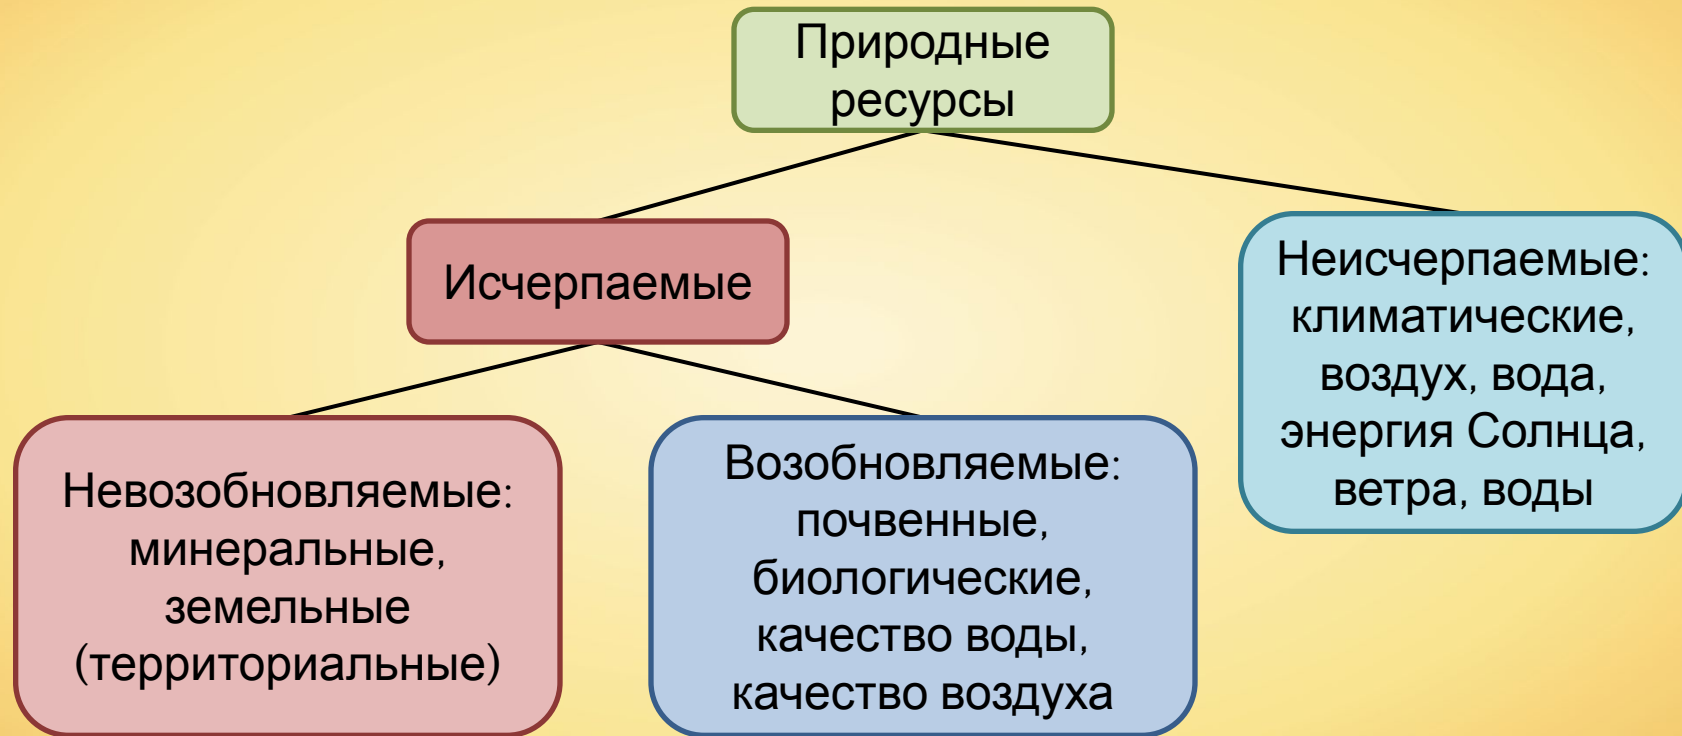 Природные
ресурсы
Исчерпаемые
Неисчерпаемые:
климатические,
воздух, вода,
энергия Солнца,
ветра, воды
Невозобновляемые:
минеральные,
земельные
(территориальные)
Возобновляемые:
почвенные,
биологические,
качество воды,
качество воздуха